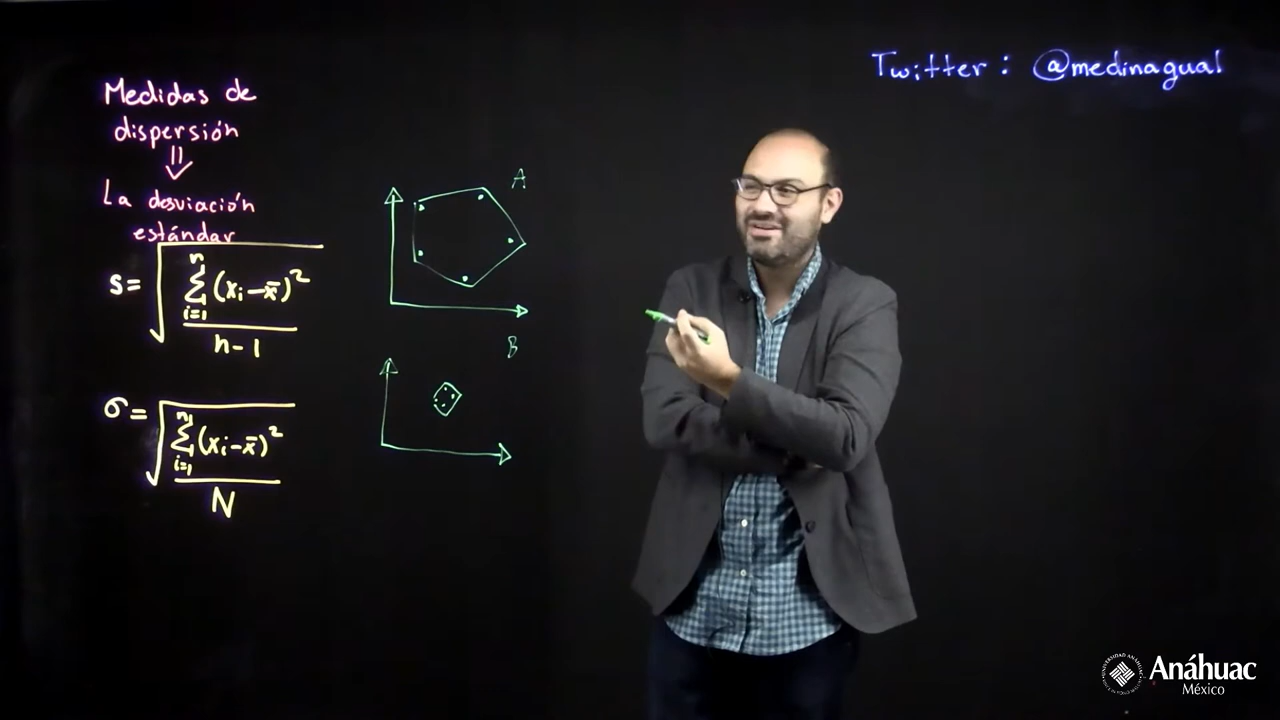 Medidas de
dispersión
⇓
La desviación
estándar
s = √( Σ_{i=1}^{n} (xᵢ - x̄)² / n-1 )
σ = √( Σ_{i=1}^{n} (xᵢ - x̄)² / N )
A
B
Twitter: @medinagual
Anáhuac
México